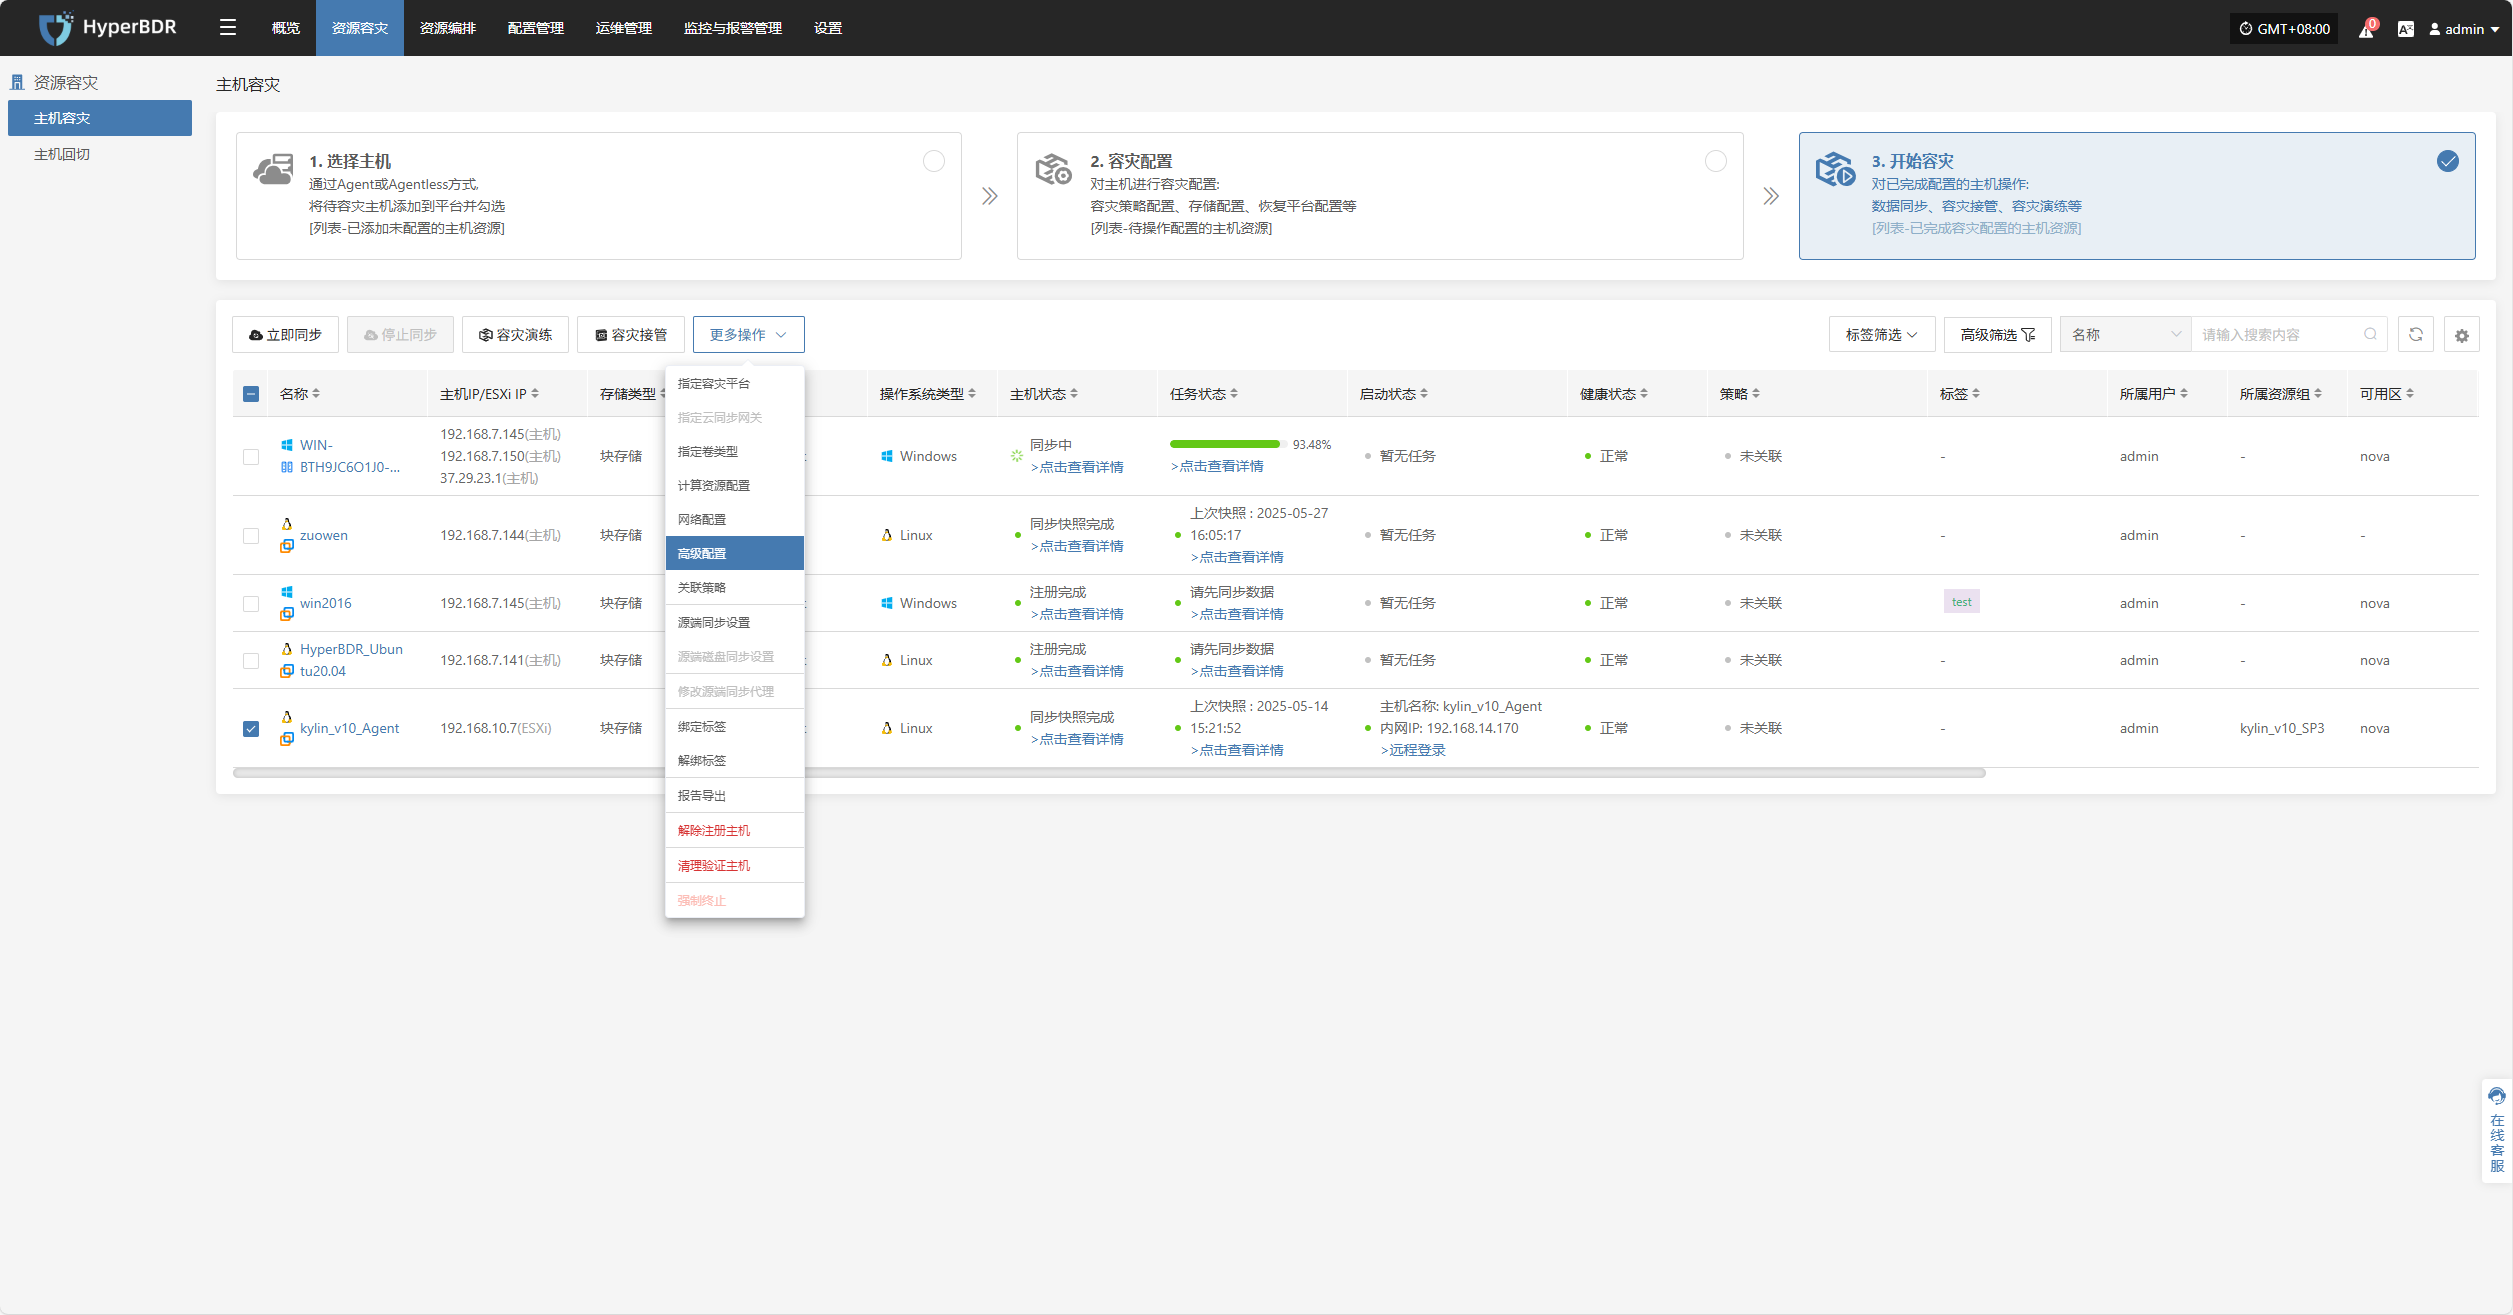 HyperBDR
概览
资源容灾
资源编排
配置管理
运维管理
监控与报警管理
设置
GMT+08:00
0
admin
资源容灾
主机容灾
主机回切
主机容灾
1. 选择主机
通过Agent或Agentless方式,
将待容灾主机添加到平台并勾选
[列表-已添加未配置的主机资源]
2. 容灾配置
对主机进行容灾配置:
容灾策略配置、存储配置、恢复平台配置等
[列表-待操作配置的主机资源]
3. 开始容灾
对已完成配置的主机操作:
数据同步、容灾接管、容灾演练等
[列表-已完成容灾配置的主机资源]
立即同步
停止同步
容灾演练
容灾接管
更多操作
标签筛选
高级筛选
名称
请输入搜索内容
名称
主机IP/ESXi IP
存储类型
操作系统类型
主机状态
任务状态
启动状态
健康状态
策略
标签
所属用户
所属资源组
可用区
WIN-
BTH9JC6O1J0-...
192.168.7.145(主机)
192.168.7.150(主机)
37.29.23.1(主机)
块存储
Windows
同步中
>点击查看详情
93.48%
>点击查看详情
暂无任务
正常
未关联
-
admin
-
nova
zuowen
192.168.7.144(主机)
块存储
Linux
同步快照完成
>点击查看详情
上次快照 : 2025-05-27
16:05:17
>点击查看详情
暂无任务
正常
未关联
-
admin
-
-
win2016
192.168.7.145(主机)
块存储
Windows
注册完成
>点击查看详情
请先同步数据
>点击查看详情
暂无任务
正常
未关联
test
admin
-
nova
HyperBDR_Ubun
tu20.04
192.168.7.141(主机)
块存储
Linux
注册完成
>点击查看详情
请先同步数据
>点击查看详情
暂无任务
正常
未关联
-
admin
-
nova
kylin_v10_Agent
192.168.10.7(ESXi)
块存储
Linux
同步快照完成
>点击查看详情
上次快照 : 2025-05-14
15:21:52
>点击查看详情
主机名称: kylin_v10_Agent
内网IP: 192.168.14.170
>远程登录
正常
未关联
-
admin
kylin_v10_SP3
nova
指定容灾平台
指定云同步网关
指定卷类型
计算资源配置
网络配置
高级配置
关联策略
源端同步设置
源端磁盘同步设置
修改源端同步代理
绑定标签
解绑标签
报告导出
解除注册主机
清理验证主机
强制终止
在线客服